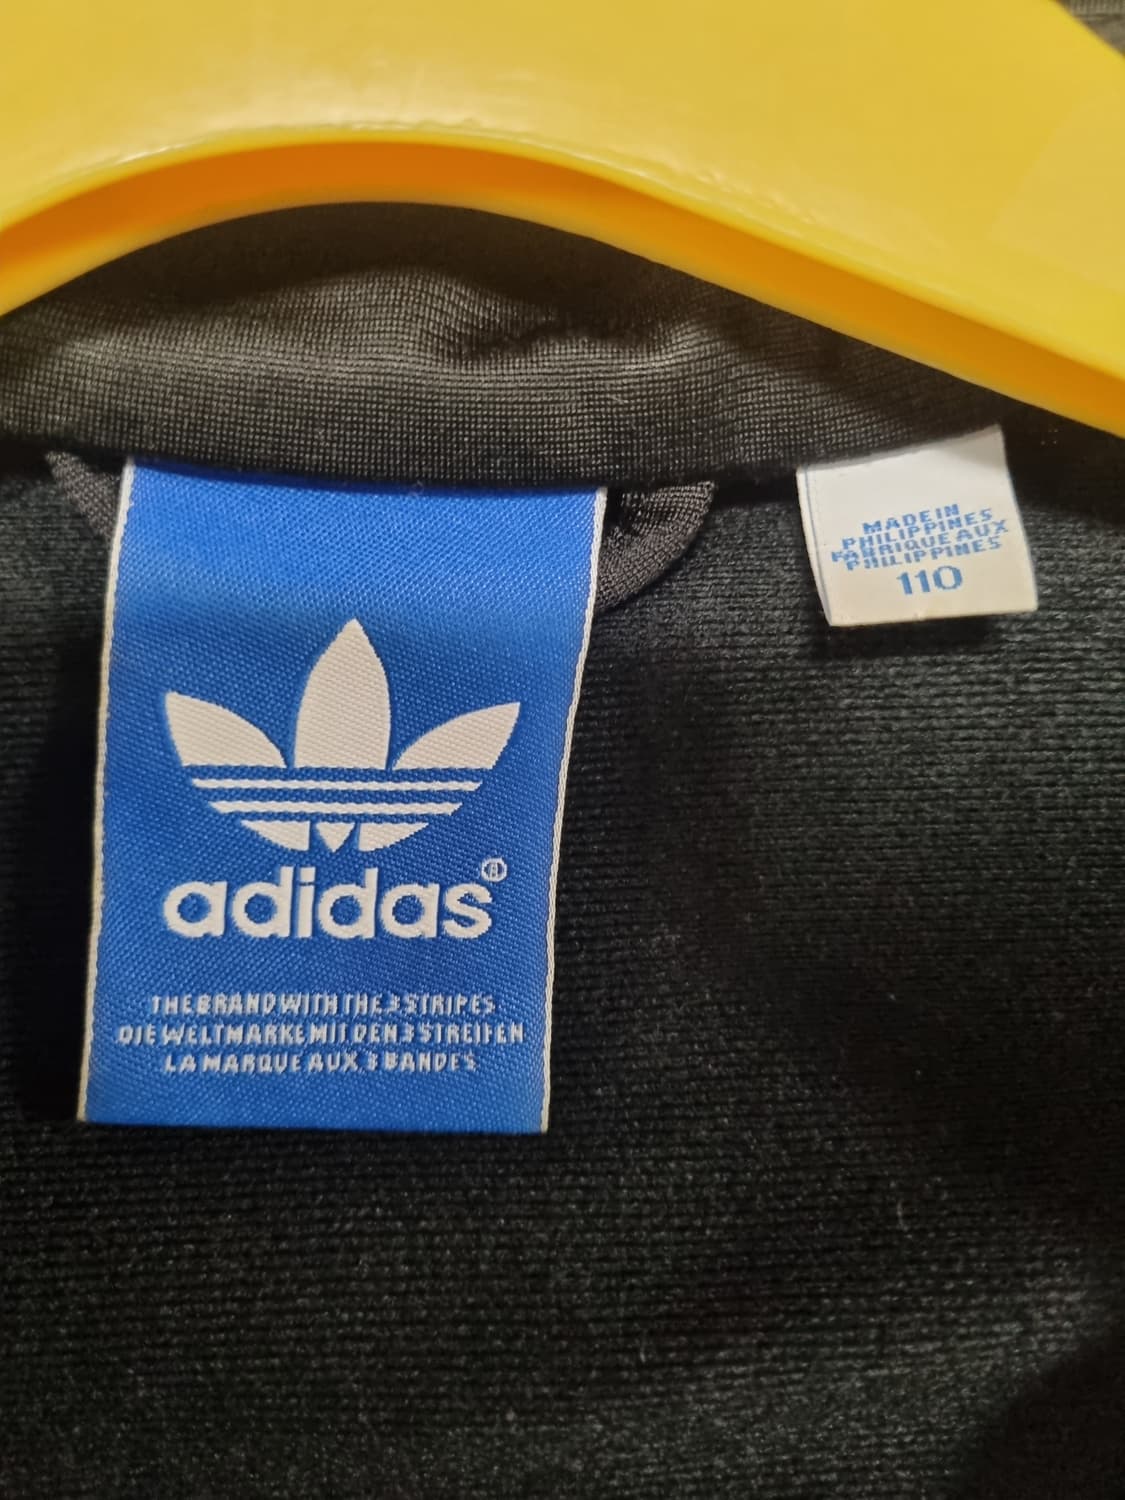 MADE IN
PHILIPPINES
FABRIQUE AUX
PHILIPPINES
110
adidas®
THE BRAND WITH THE 3 STRIPES
DIE WELTMARKE MIT DEN 3 STREIFEN
LA MARQUE AUX 3 BANDES